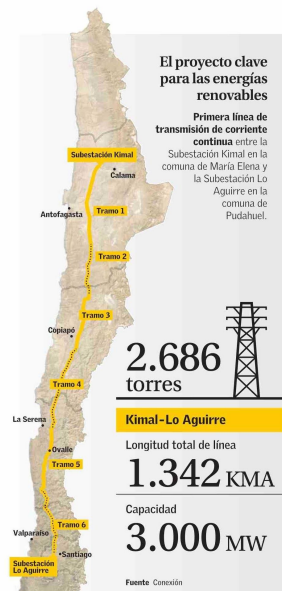 El proyecto clave
para las energías
renovables
Primera línea de
transmisión de corriente
continua entre la
Subestación Kimal en la
comuna de María Elena y
la Subestación Lo
Aguirre en la
comuna de
Pudahuel.
Subestación Kimal
Calama
Antofagasta
Tramo 1
Tramo 2
Tramo 3
Copiapó
Tramo 4
La Serena
Ovalle
Tramo 5
Tramo 6
Valparaíso
Santiago
Subestación
Lo Aguirre
2.686
torres
Kimal-Lo Aguirre
Longitud total de línea
1.342 KMA
Capacidad
3.000 MW
Fuente Conexión